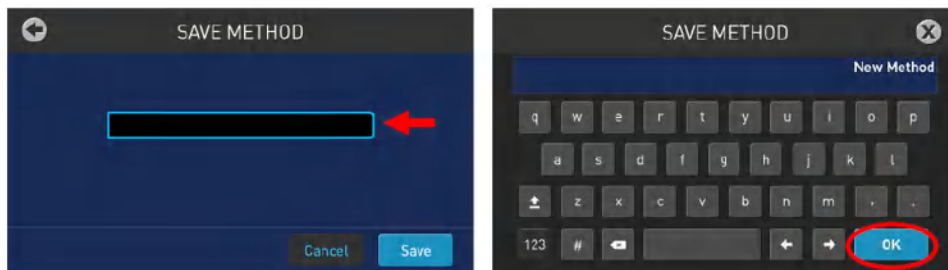 SAVE METHOD
Cancel Save
SAVE METHOD
New Method
q w e r t y u i o p
a s d f g h j k l
z x c v b n m , .
123 # OK